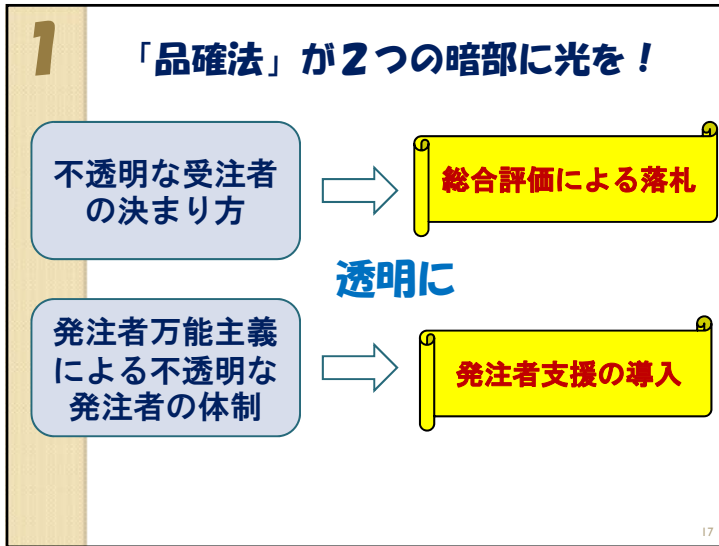 1
「品確法」が２つの暗部に光を！
不透明な受注者
の決まり方
総合評価による落札
透明に
発注者万能主義
による不透明な
発注者の体制
発注者支援の導入
17